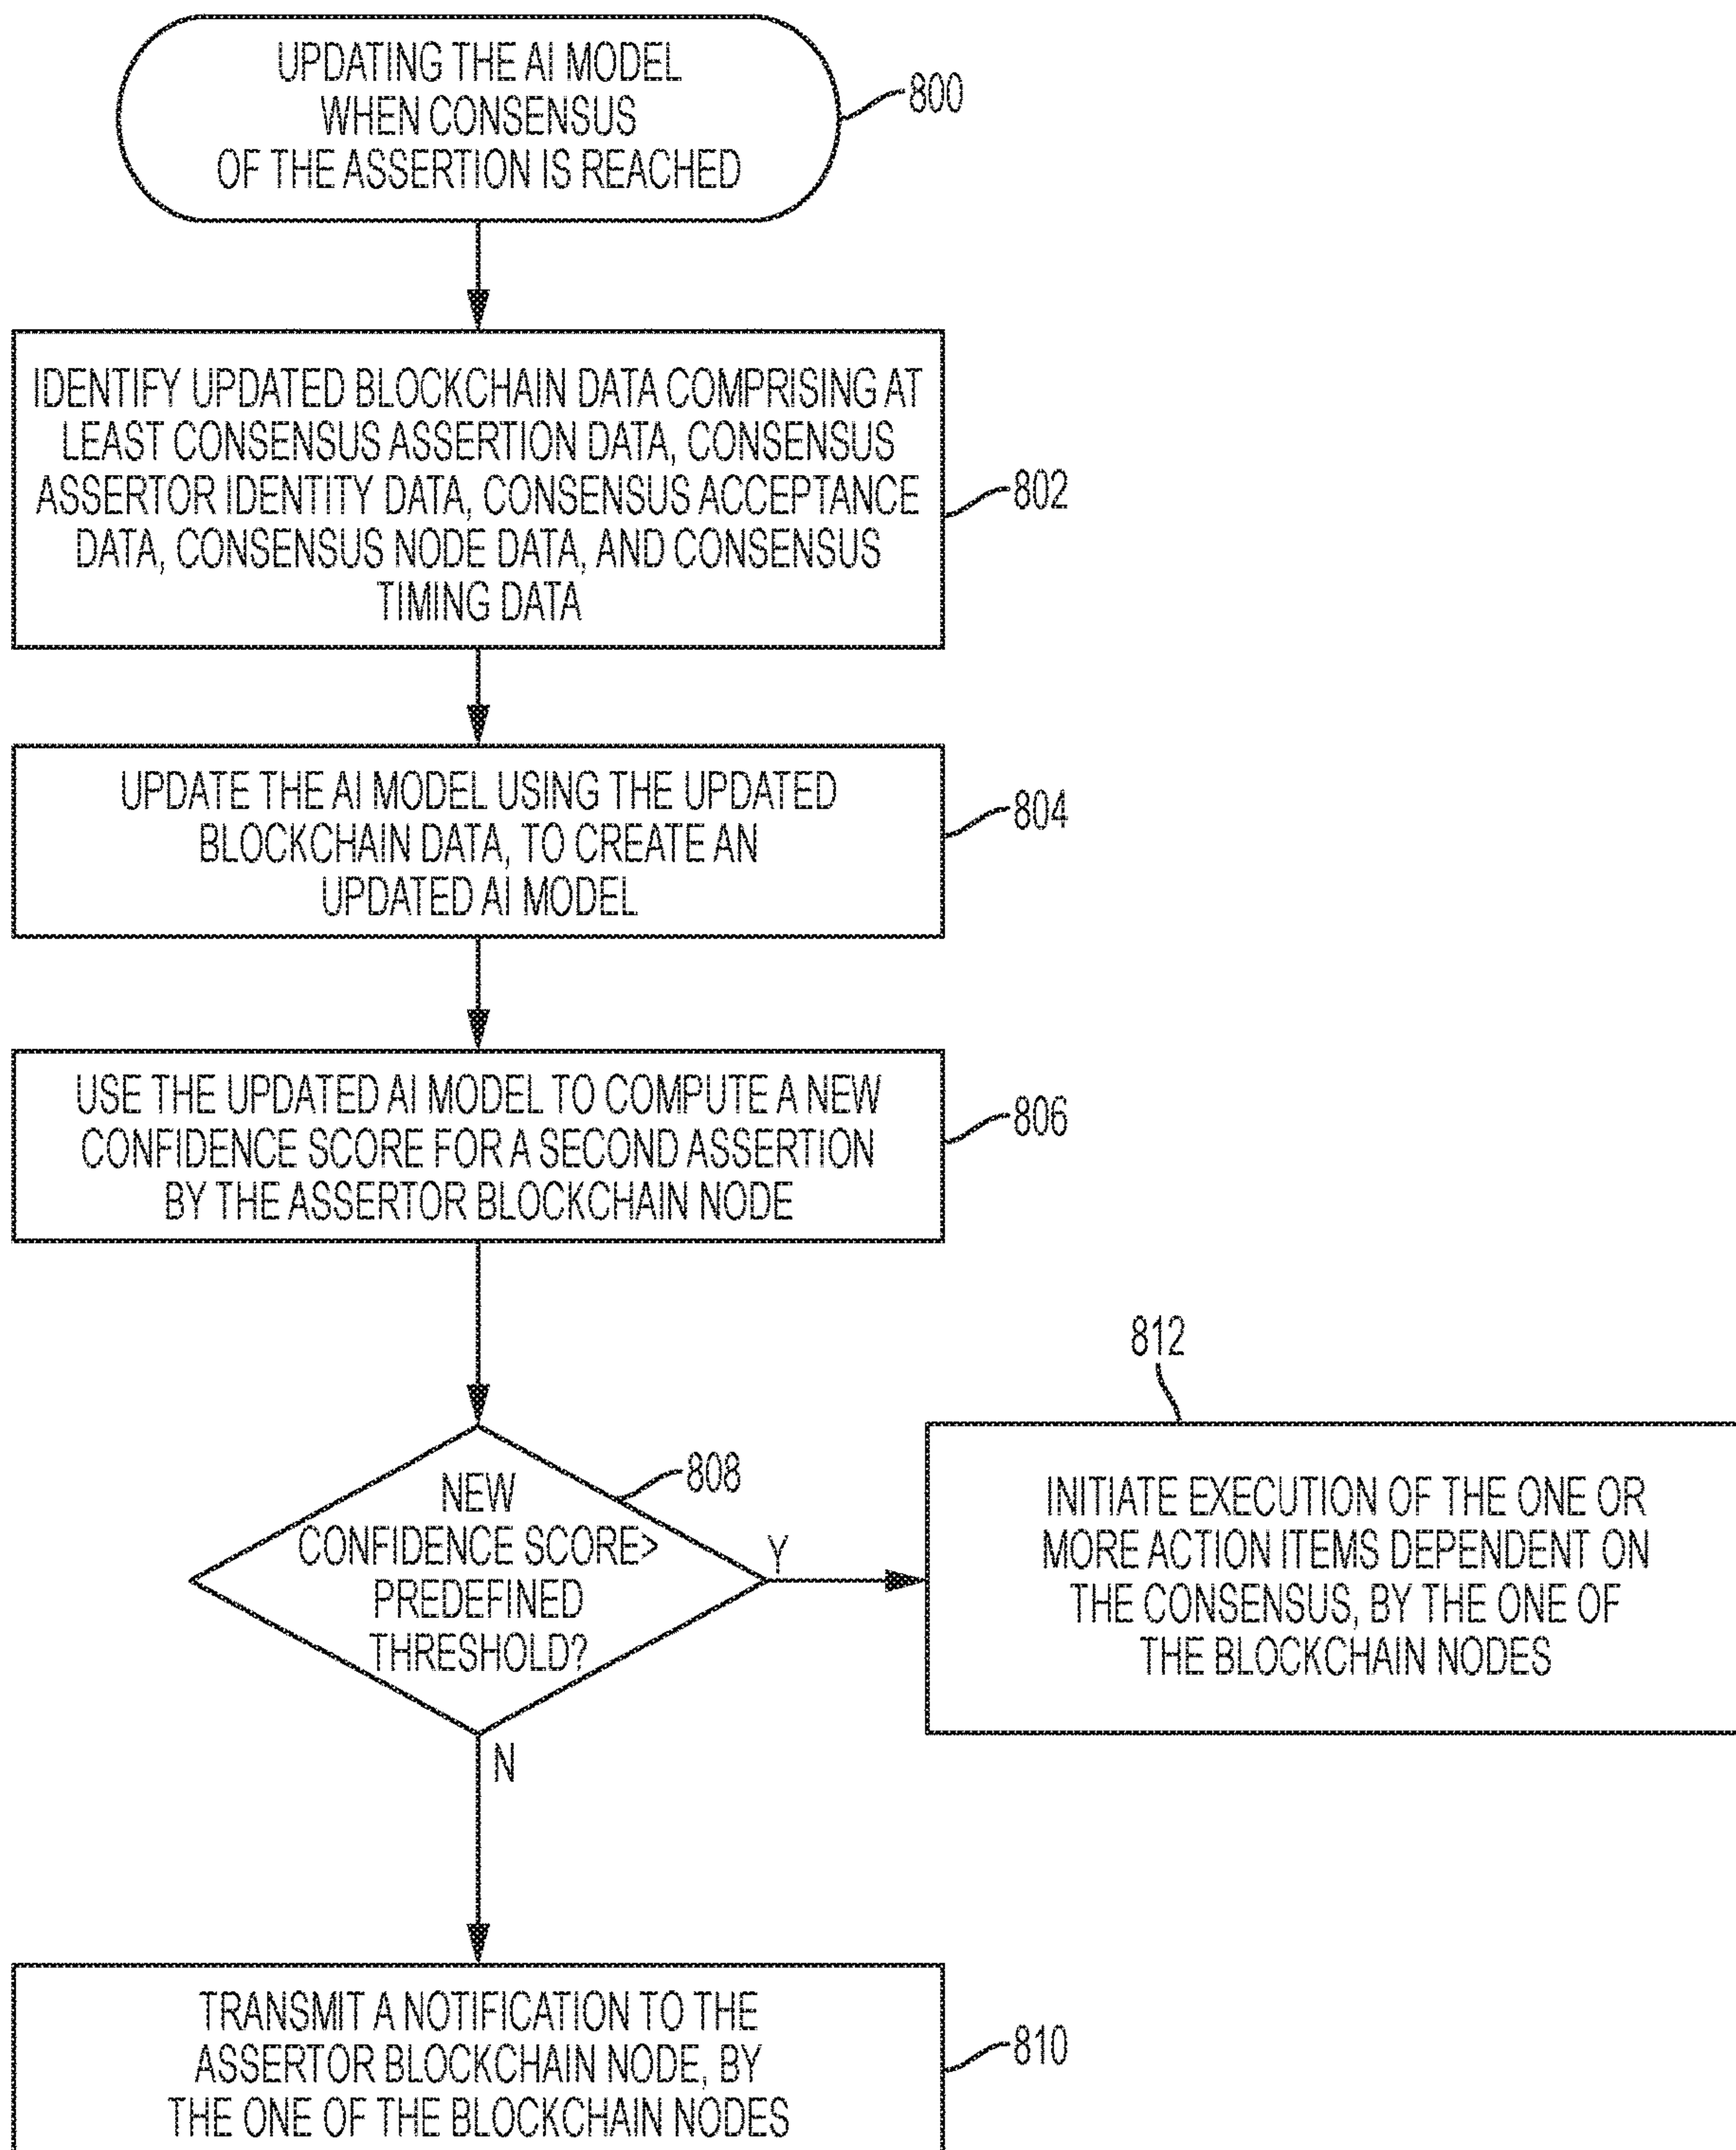 UPDATING THE AI MODEL
WHEN CONSENSUS
OF THE ASSERTION IS REACHED
800
IDENTIFY UPDATED BLOCKCHAIN DATA COMPRISING AT
LEAST CONSENSUS ASSERTION DATA, CONSENSUS
ASSERTOR IDENTITY DATA, CONSENSUS ACCEPTANCE
DATA, CONSENSUS NODE DATA, AND CONSENSUS
TIMING DATA
802
UPDATE THE AI MODEL USING THE UPDATED
BLOCKCHAIN DATA, TO CREATE AN
UPDATED AI MODEL
804
USE THE UPDATED AI MODEL TO COMPUTE A NEW
CONFIDENCE SCORE FOR A SECOND ASSERTION
BY THE ASSERTOR BLOCKCHAIN NODE
806
NEW
CONFIDENCE SCORE>
PREDEFINED
THRESHOLD?
808
Y
N
812
INITIATE EXECUTION OF THE ONE OR
MORE ACTION ITEMS DEPENDENT ON
THE CONSENSUS, BY THE ONE OF
THE BLOCKCHAIN NODES
TRANSMIT A NOTIFICATION TO THE
ASSERTOR BLOCKCHAIN NODE, BY
THE ONE OF THE BLOCKCHAIN NODES
810